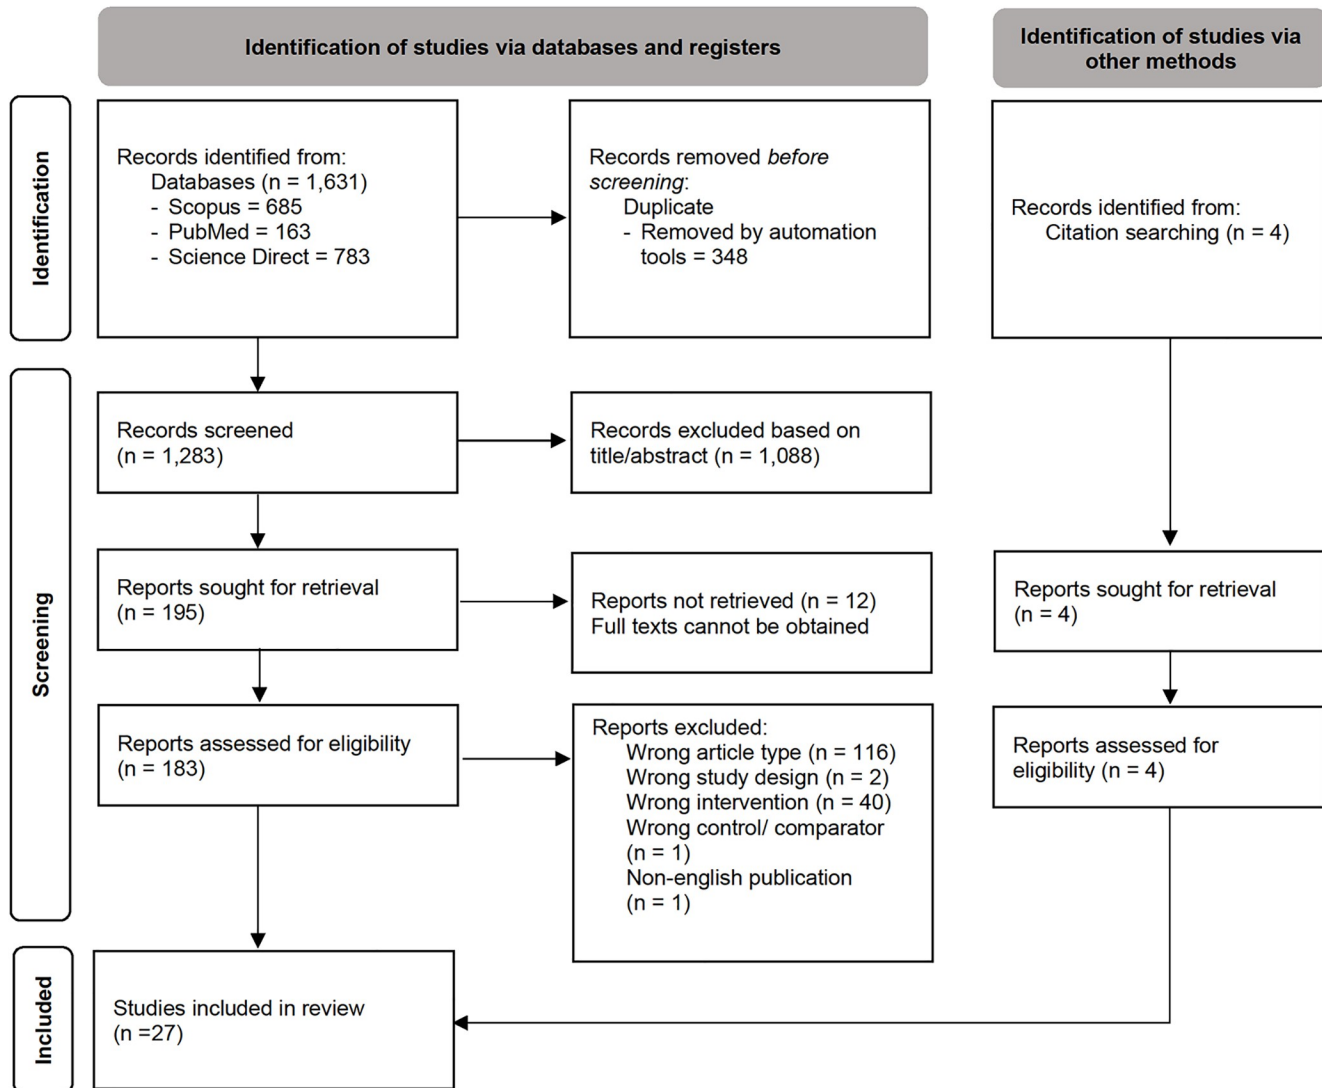 Identification of studies via databases and registers
Identification of studies via
other methods
Identification
Records identified from:
Databases (n = 1,631)
- Scopus = 685
- PubMed = 163
- Science Direct = 783
Records removed before
screening:
Duplicate
- Removed by automation
tools = 348
Records identified from:
Citation searching (n = 4)
Screening
Records screened
(n = 1,283)
Records excluded based on
title/abstract (n = 1,088)
Reports sought for retrieval
(n = 195)
Reports not retrieved (n = 12)
Full texts cannot be obtained
Reports sought for retrieval
(n = 4)
Reports assessed for eligibility
(n = 183)
Reports excluded:
Wrong article type (n = 116)
Wrong study design (n = 2)
Wrong intervention (n = 40)
Wrong control/ comparator
(n = 1)
Non-english publication
(n = 1)
Reports assessed for
eligibility (n = 4)
Included
Studies included in review
(n =27)